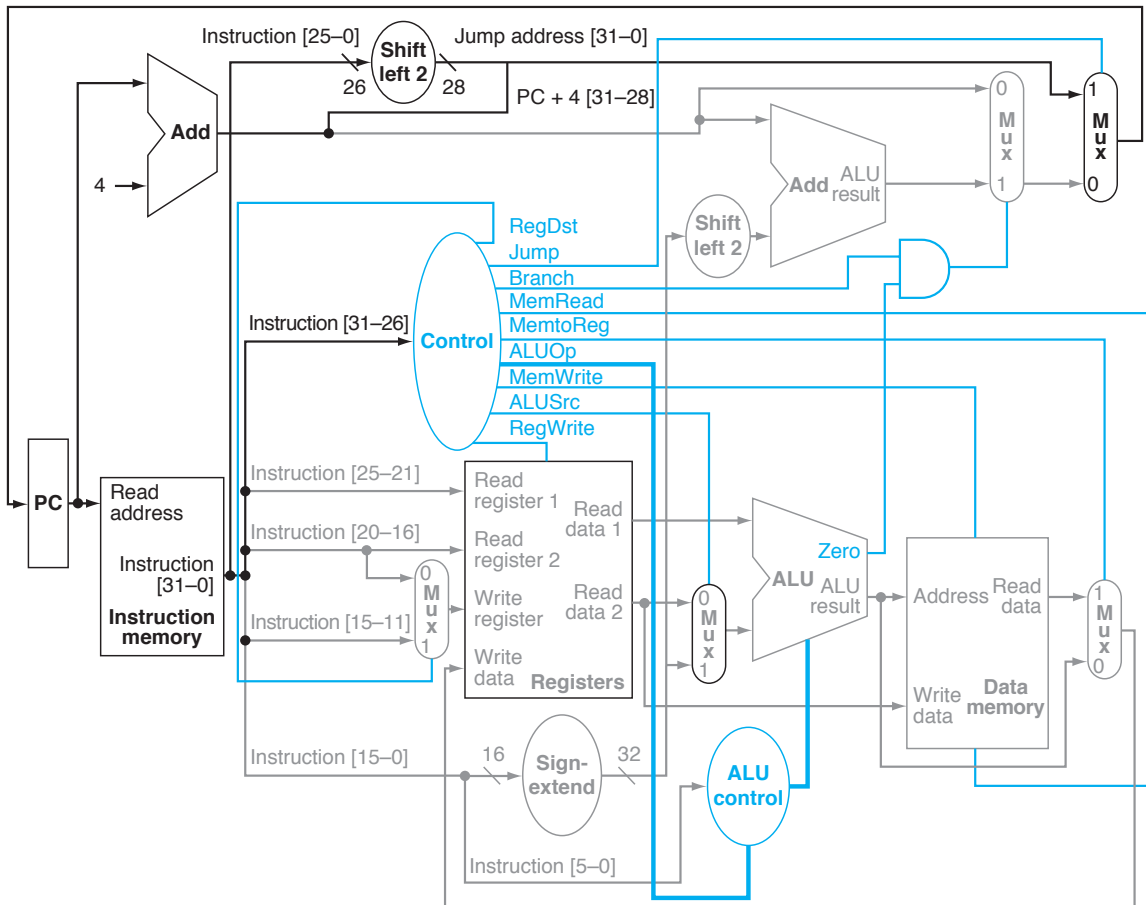 Instruction [25–0]
Shift
left 2
Jump address [31–0]
26
28
PC + 4 [31–28]
Add
4
0
M
u
x
1
1
M
u
x
0
Add
ALU
result
Shift
left 2
RegDst
Jump
Branch
MemRead
MemtoReg
ALUOp
MemWrite
ALUSrc
RegWrite
Instruction [31–26]
Control
PC
Read
address
Instruction
[31–0]
Instruction
memory
Instruction [25–21]
Instruction [20–16]
Instruction [15–11]
0
M
u
x
1
Read
register 1
Read
register 2
Write
register
Write
data
Read
data 1
Read
data 2
Registers
0
M
u
x
1
Zero
ALU
ALU
result
Address
Read
data
Write
data
Data
memory
1
M
u
x
0
Instruction [15–0]
16
Sign-
extend
32
ALU
control
Instruction [5–0]